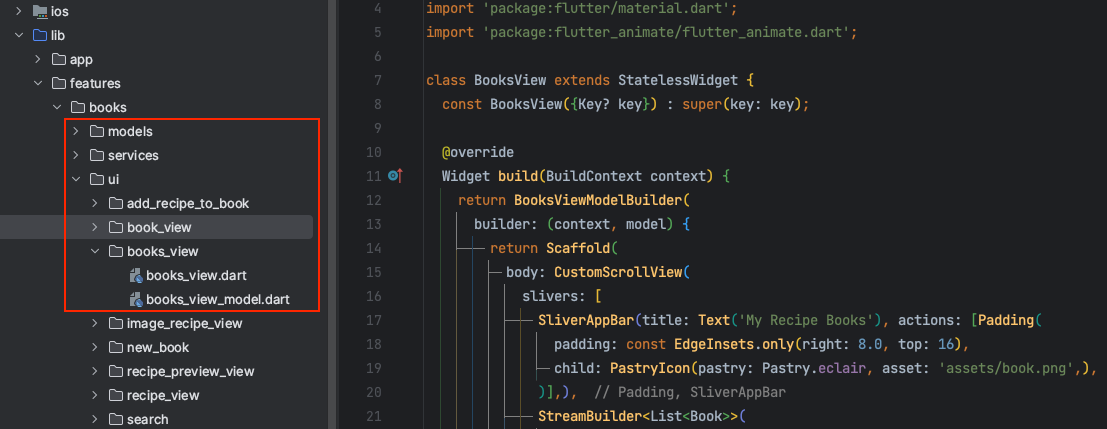 ios
lib
app
features
books
models
services
ui
add_recipe_to_book
book_view
books_view
books_view.dart
books_view_model.dart
image_recipe_view
new_book
recipe_preview_view
recipe_view
search
4 import 'package:flutter/material.dart';
5 import 'package:flutter_animate/flutter_animate.dart';
6
7 class BooksView extends StatelessWidget {
8 const BooksView({Key? key}) : super(key: key);
9
10 @override
11 Widget build(BuildContext context) {
12 return BooksViewModelBuilder(
13 builder: (context, model) {
14 return Scaffold(
15 body: CustomScrollView(
16 slivers: [
17 SliverAppBar(title: Text('My Recipe Books'), actions: [Padding(
18 padding: const EdgeInsets.only(right: 8.0, top: 16),
19 child: PastryIcon(pastry: Pastry.eclair, asset: 'assets/book.png',),
20 )],), // Padding, SliverAppBar
21 StreamBuilder<List<Book>>(